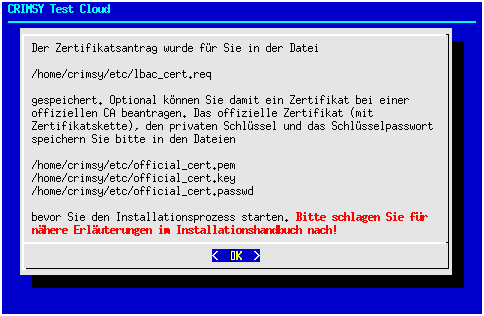 CRIMSY Test Cloud
Der Zertifikatsantrag wurde für Sie in der Datei
/home/crimsy/etc/lbac_cert.req
gespeichert. Optional können Sie damit ein Zertifikat bei einer
offiziellen CA beantragen. Das offizielle Zertifikat (mit
Zertifikatskette), den privaten Schlüssel und das Schlüsselpasswort
speichern Sie bitte in den Dateien
/home/crimsy/etc/official_cert.pem
/home/crimsy/etc/official_cert.key
/home/crimsy/etc/official_cert.passwd
bevor Sie den Installationsprozess starten. Bitte schlagen Sie für
nähere Erläuterungen im Installationshandbuch nach!
< OK >